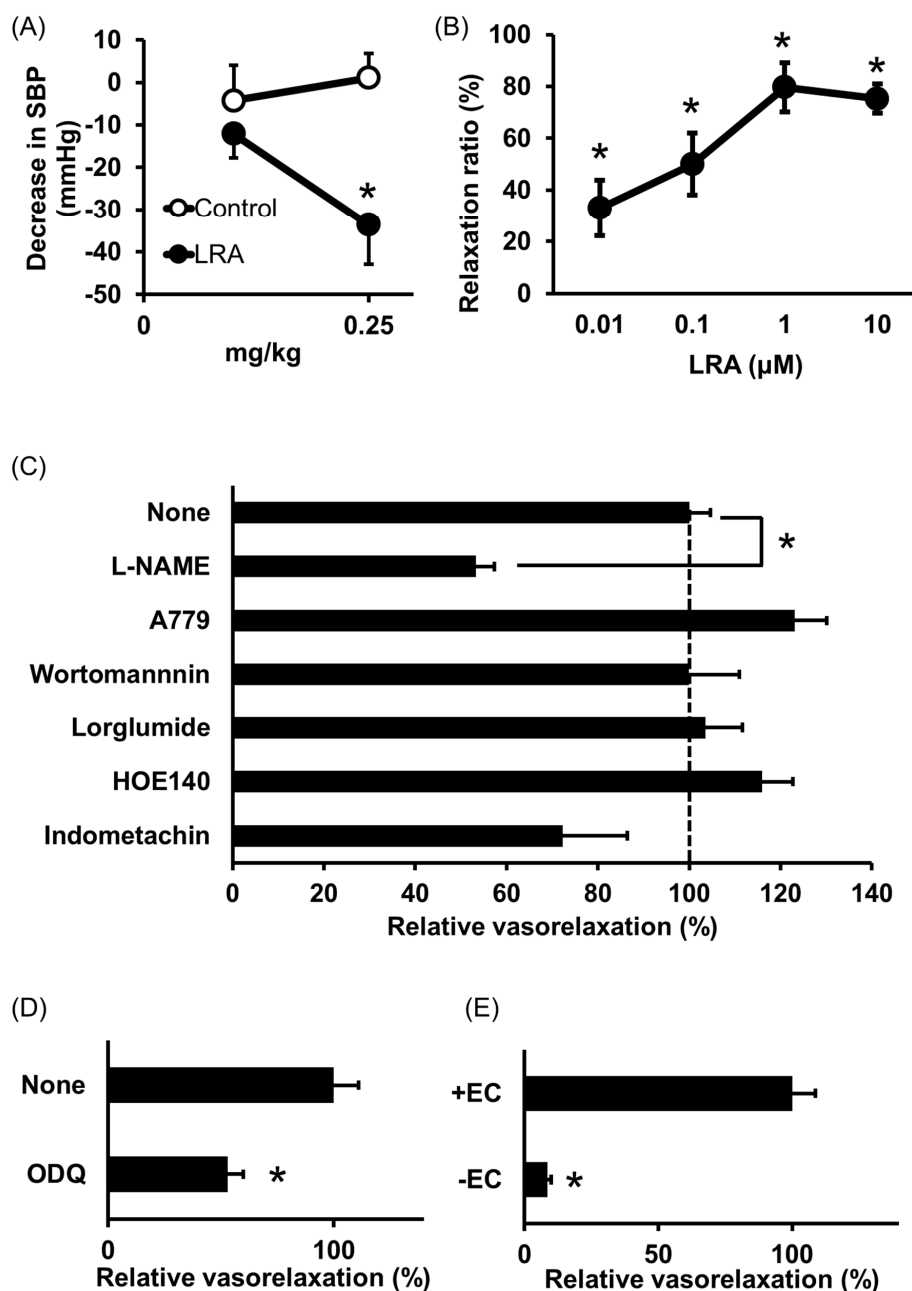 (A)
10
0
-10
-20
-30
-40
-50
Decrease in SBP
(mmHg)
*
Control
LRA
0
0.25
mg/kg
(B)
100
80
60
40
20
0
Relaxation ratio (%)
*
*
*
*
0.01
0.1
1
10
LRA (µM)
(C)
None
L-NAME
A779
Wortomannnin
Lorglumide
HOE140
Indometachin
*
0
20
40
60
80
100
120
140
Relative vasorelaxation (%)
(D)
None
ODQ
*
0
100
Relative vasorelaxation (%)
(E)
+EC
-EC
*
0
50
100
Relative vasorelaxation (%)